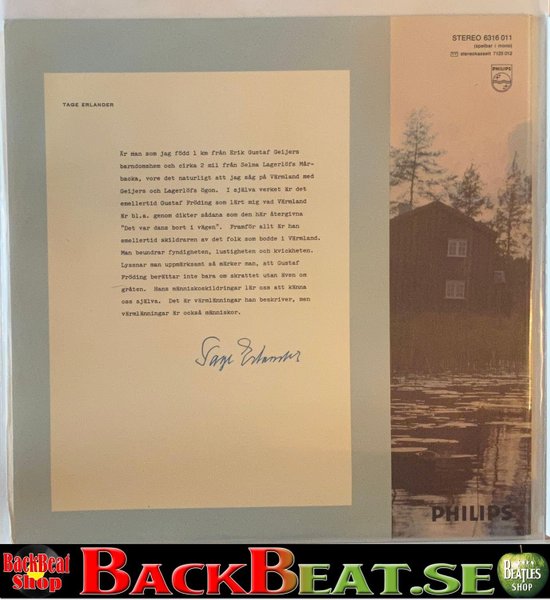 STEREO 6316 011
(spelbar i mono)
stereokassett 7123 012
PHILIPS
TAGE ERLANDER
Är man som jag född 1 km från Erik Gustaf Geijers
barndomshem och cirka 2 mil från Selma Lagerlöfs Mår-
backa, vore det naturligt att jag såg på Värmland med
Geijers och Lagerlöfs ögon. I själva verket är det
emellertid Gustaf Fröding som lärt mig vad Värmland
är bl.a. genom dikter sådana som den här återgivna
"Det var dans bort i vägen". Framför allt är han
emellertid skildraren av det folk som bodde i Värmland.
Man beundrar fyndigheten, lustigheten och kvickheten.
Lyssnar man uppmärksamt så märker man, att Gustaf
Fröding berättar inte bara om skrattet utan även om
gråten. Hans människoskildringar lär oss att känna
oss själva. Det är värmlänningar han beskriver, men
värmlänningar är också människor.
Tage Erlander
PHILIPS
BackBeat
Shop
BACKBEAT.SE
BEATLES
SHOP